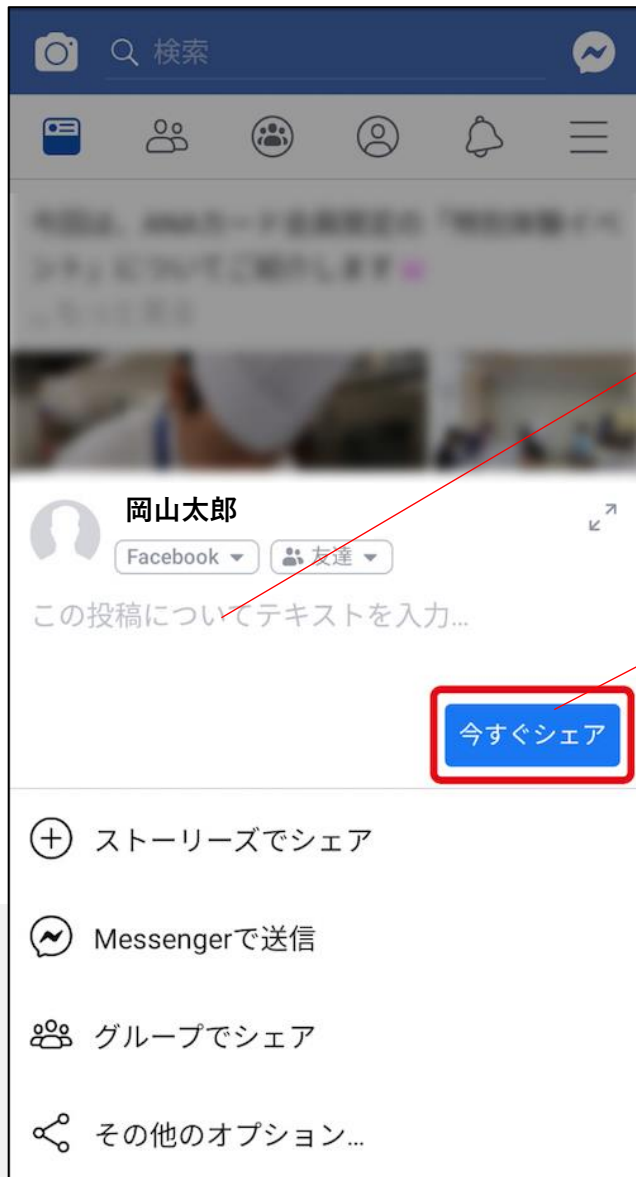 検索
岡山太郎
Facebook 友達
この投稿についてテキストを入力...
今すぐシェア
ストーリーズでシェア
Messengerで送信
グループでシェア
その他のオプション...